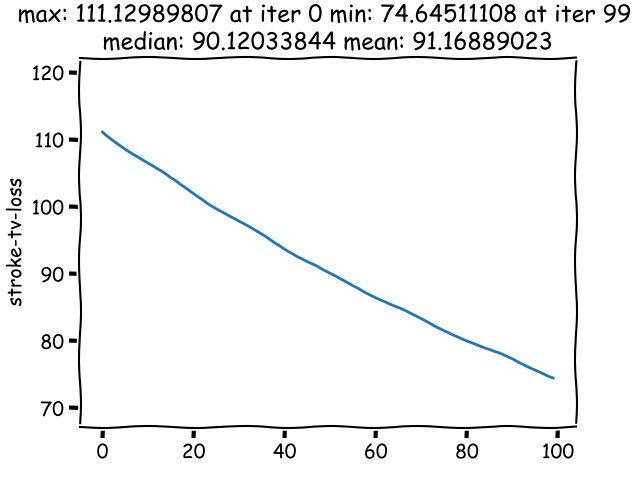 max: 111.12989807 at iter 0 min: 74.64511108 at iter 99
median: 90.12033844 mean: 91.16889023
120
110
100
90
80
70
stroke-tv-loss
0 20 40 60 80 100